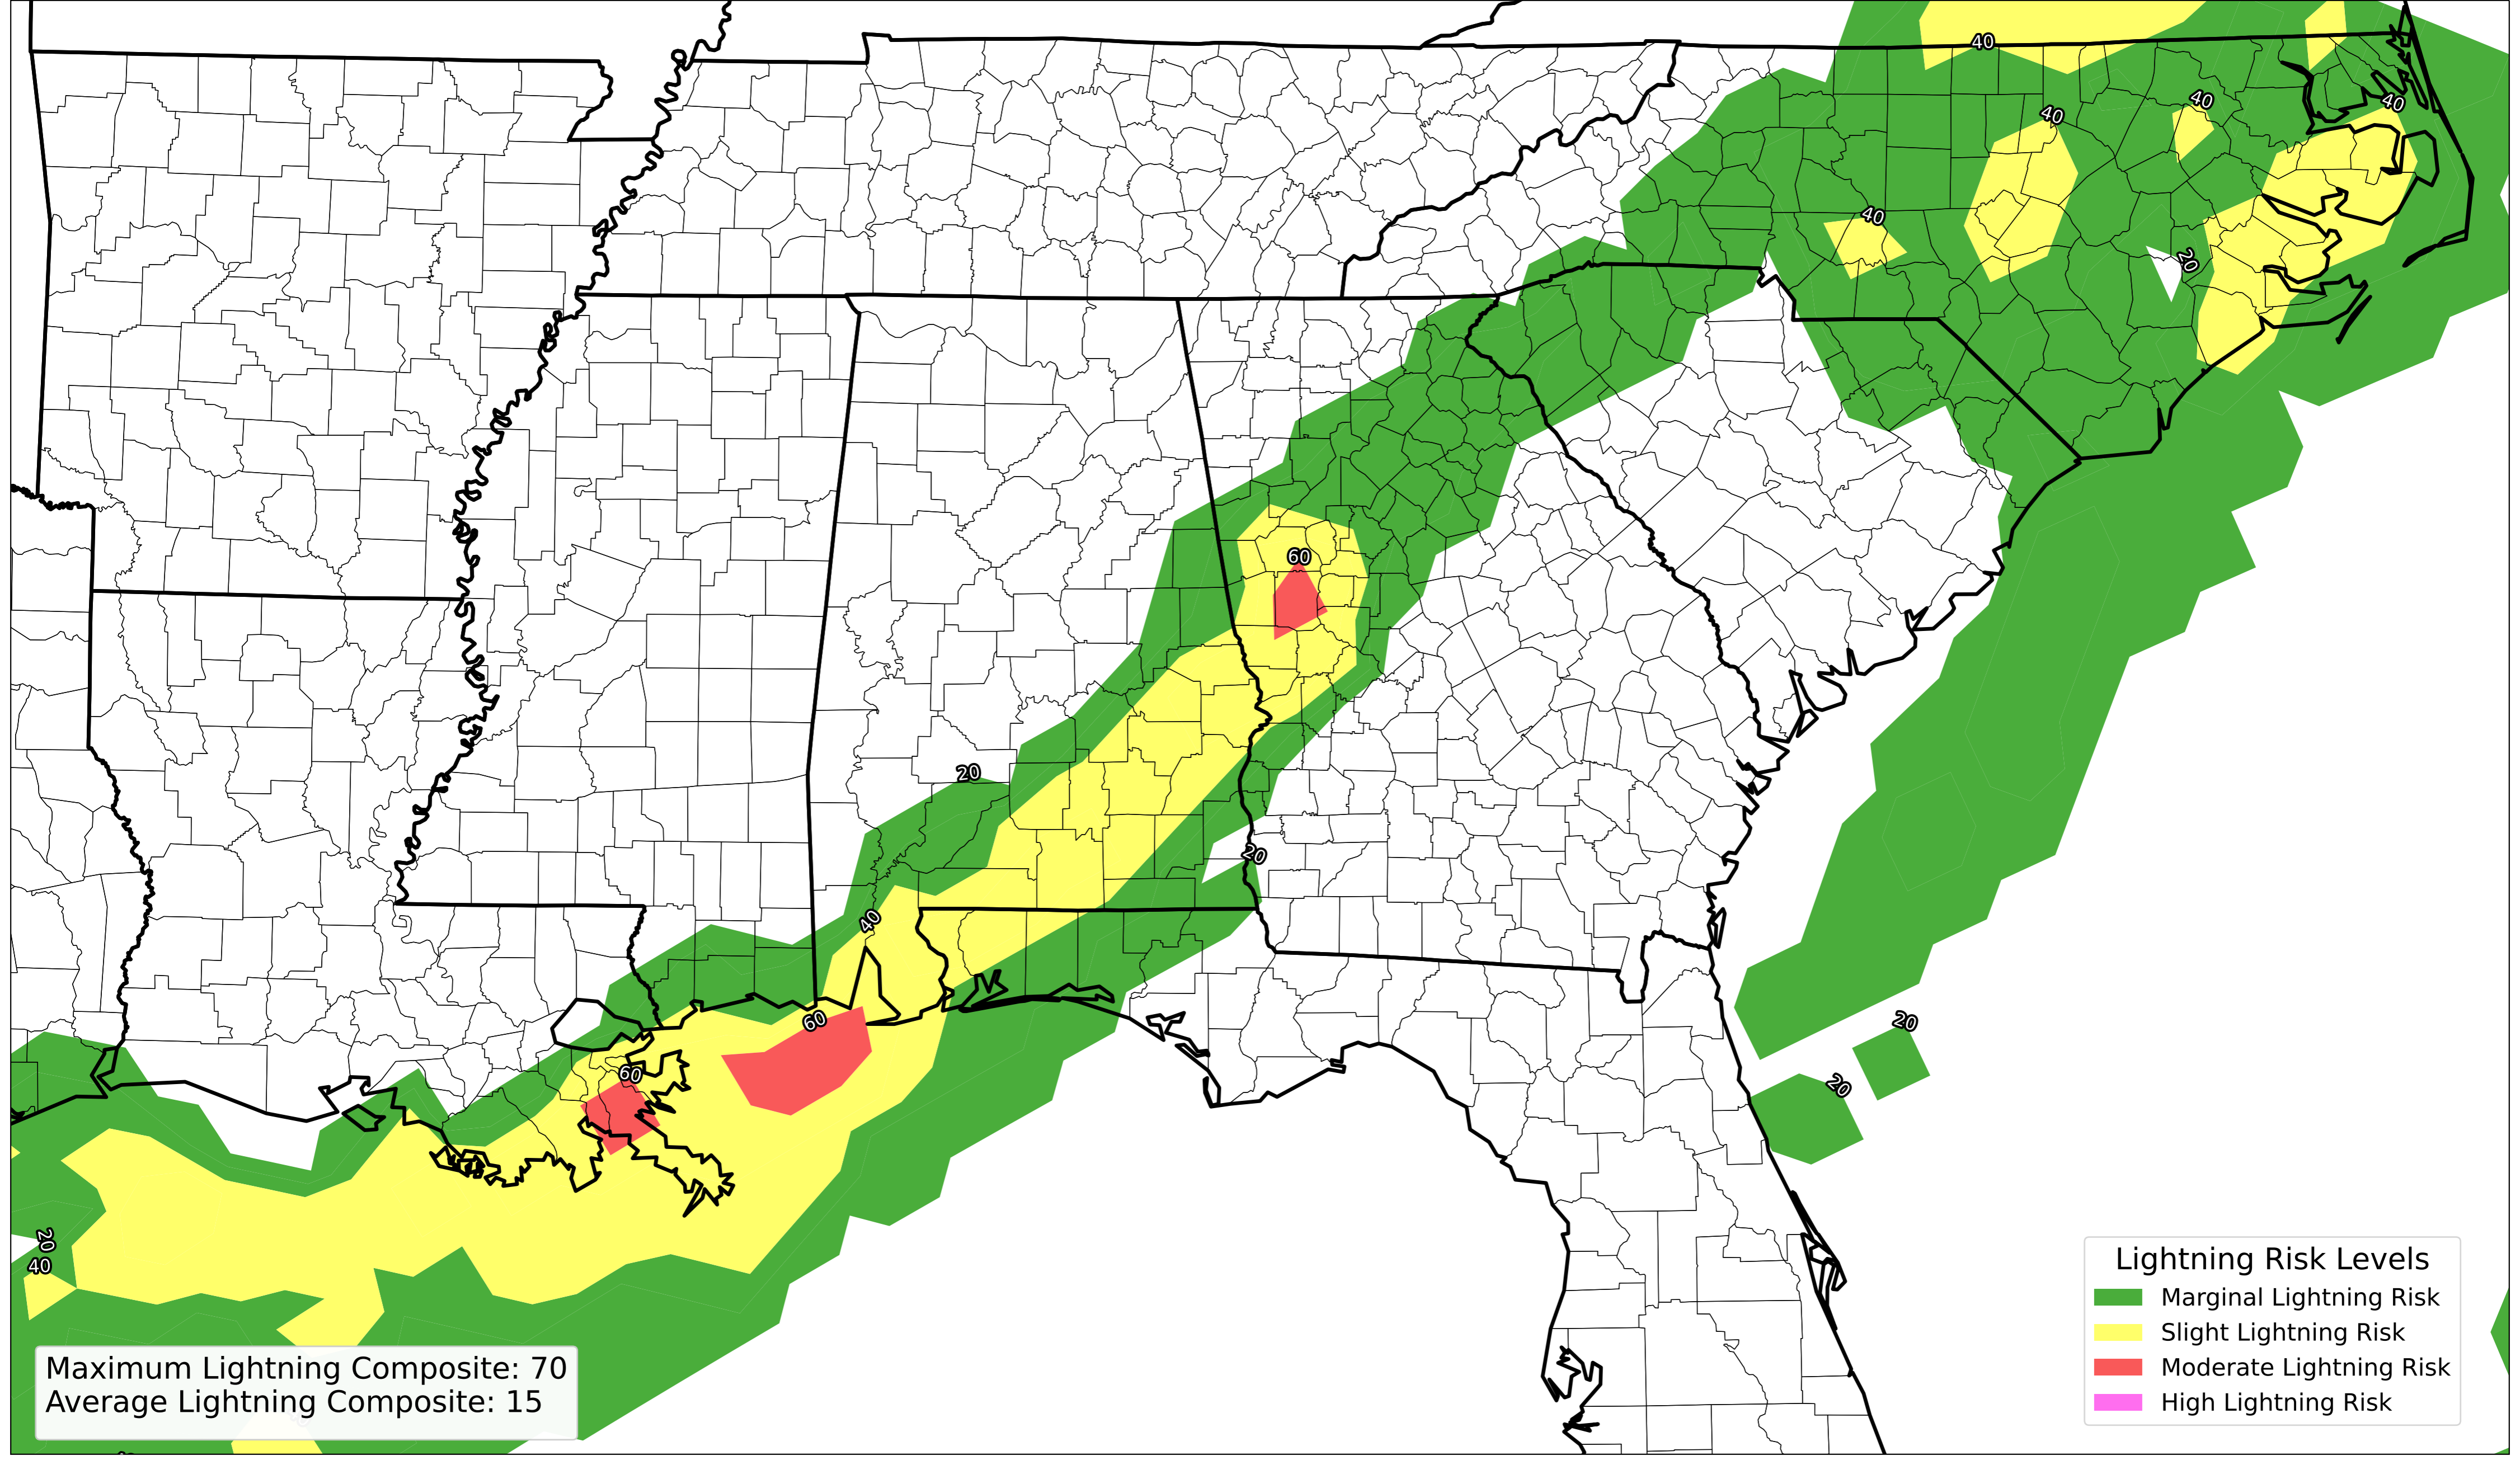 40
40
40
40
40
20
60
20
20
40
60
20
60
20
20
40
Lightning Risk Levels
Marginal Lightning Risk
Slight Lightning Risk
Moderate Lightning Risk
High Lightning Risk
Maximum Lightning Composite: 70
Average Lightning Composite: 15